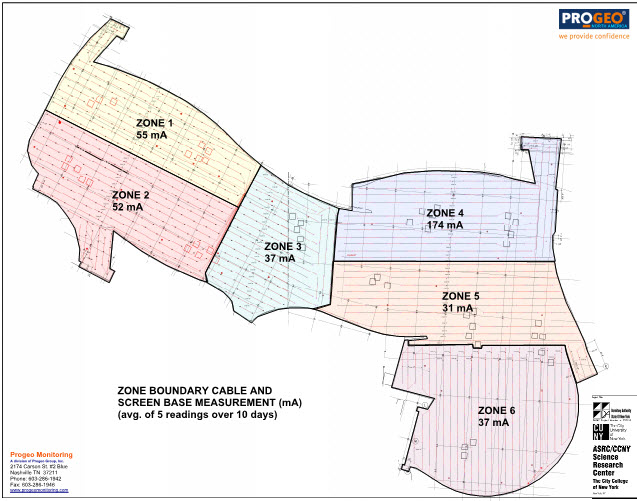 PROGEO
NORTH AMERICA
we provide confidence
ZONE 1
55 mA
ZONE 2
52 mA
ZONE 3
37 mA
ZONE 4
174 mA
ZONE 5
31 mA
ZONE 6
37 mA
ZONE BOUNDARY CABLE AND
SCREEN BASE MEASUREMENT (mA)
(avg. of 5 readings over 10 days)
Progeo Monitoring
A division of Progeo Group, Inc.
2174 Carson St. #2 Blue
Nashville TN 37211
Phone: 603-286-1942
Fax: 603-286-1946
www.progeomonitoring.com
CU
NY
The City
University
of
New York
ASRC/CCNY
Science
Research
Center
The City College
of New York